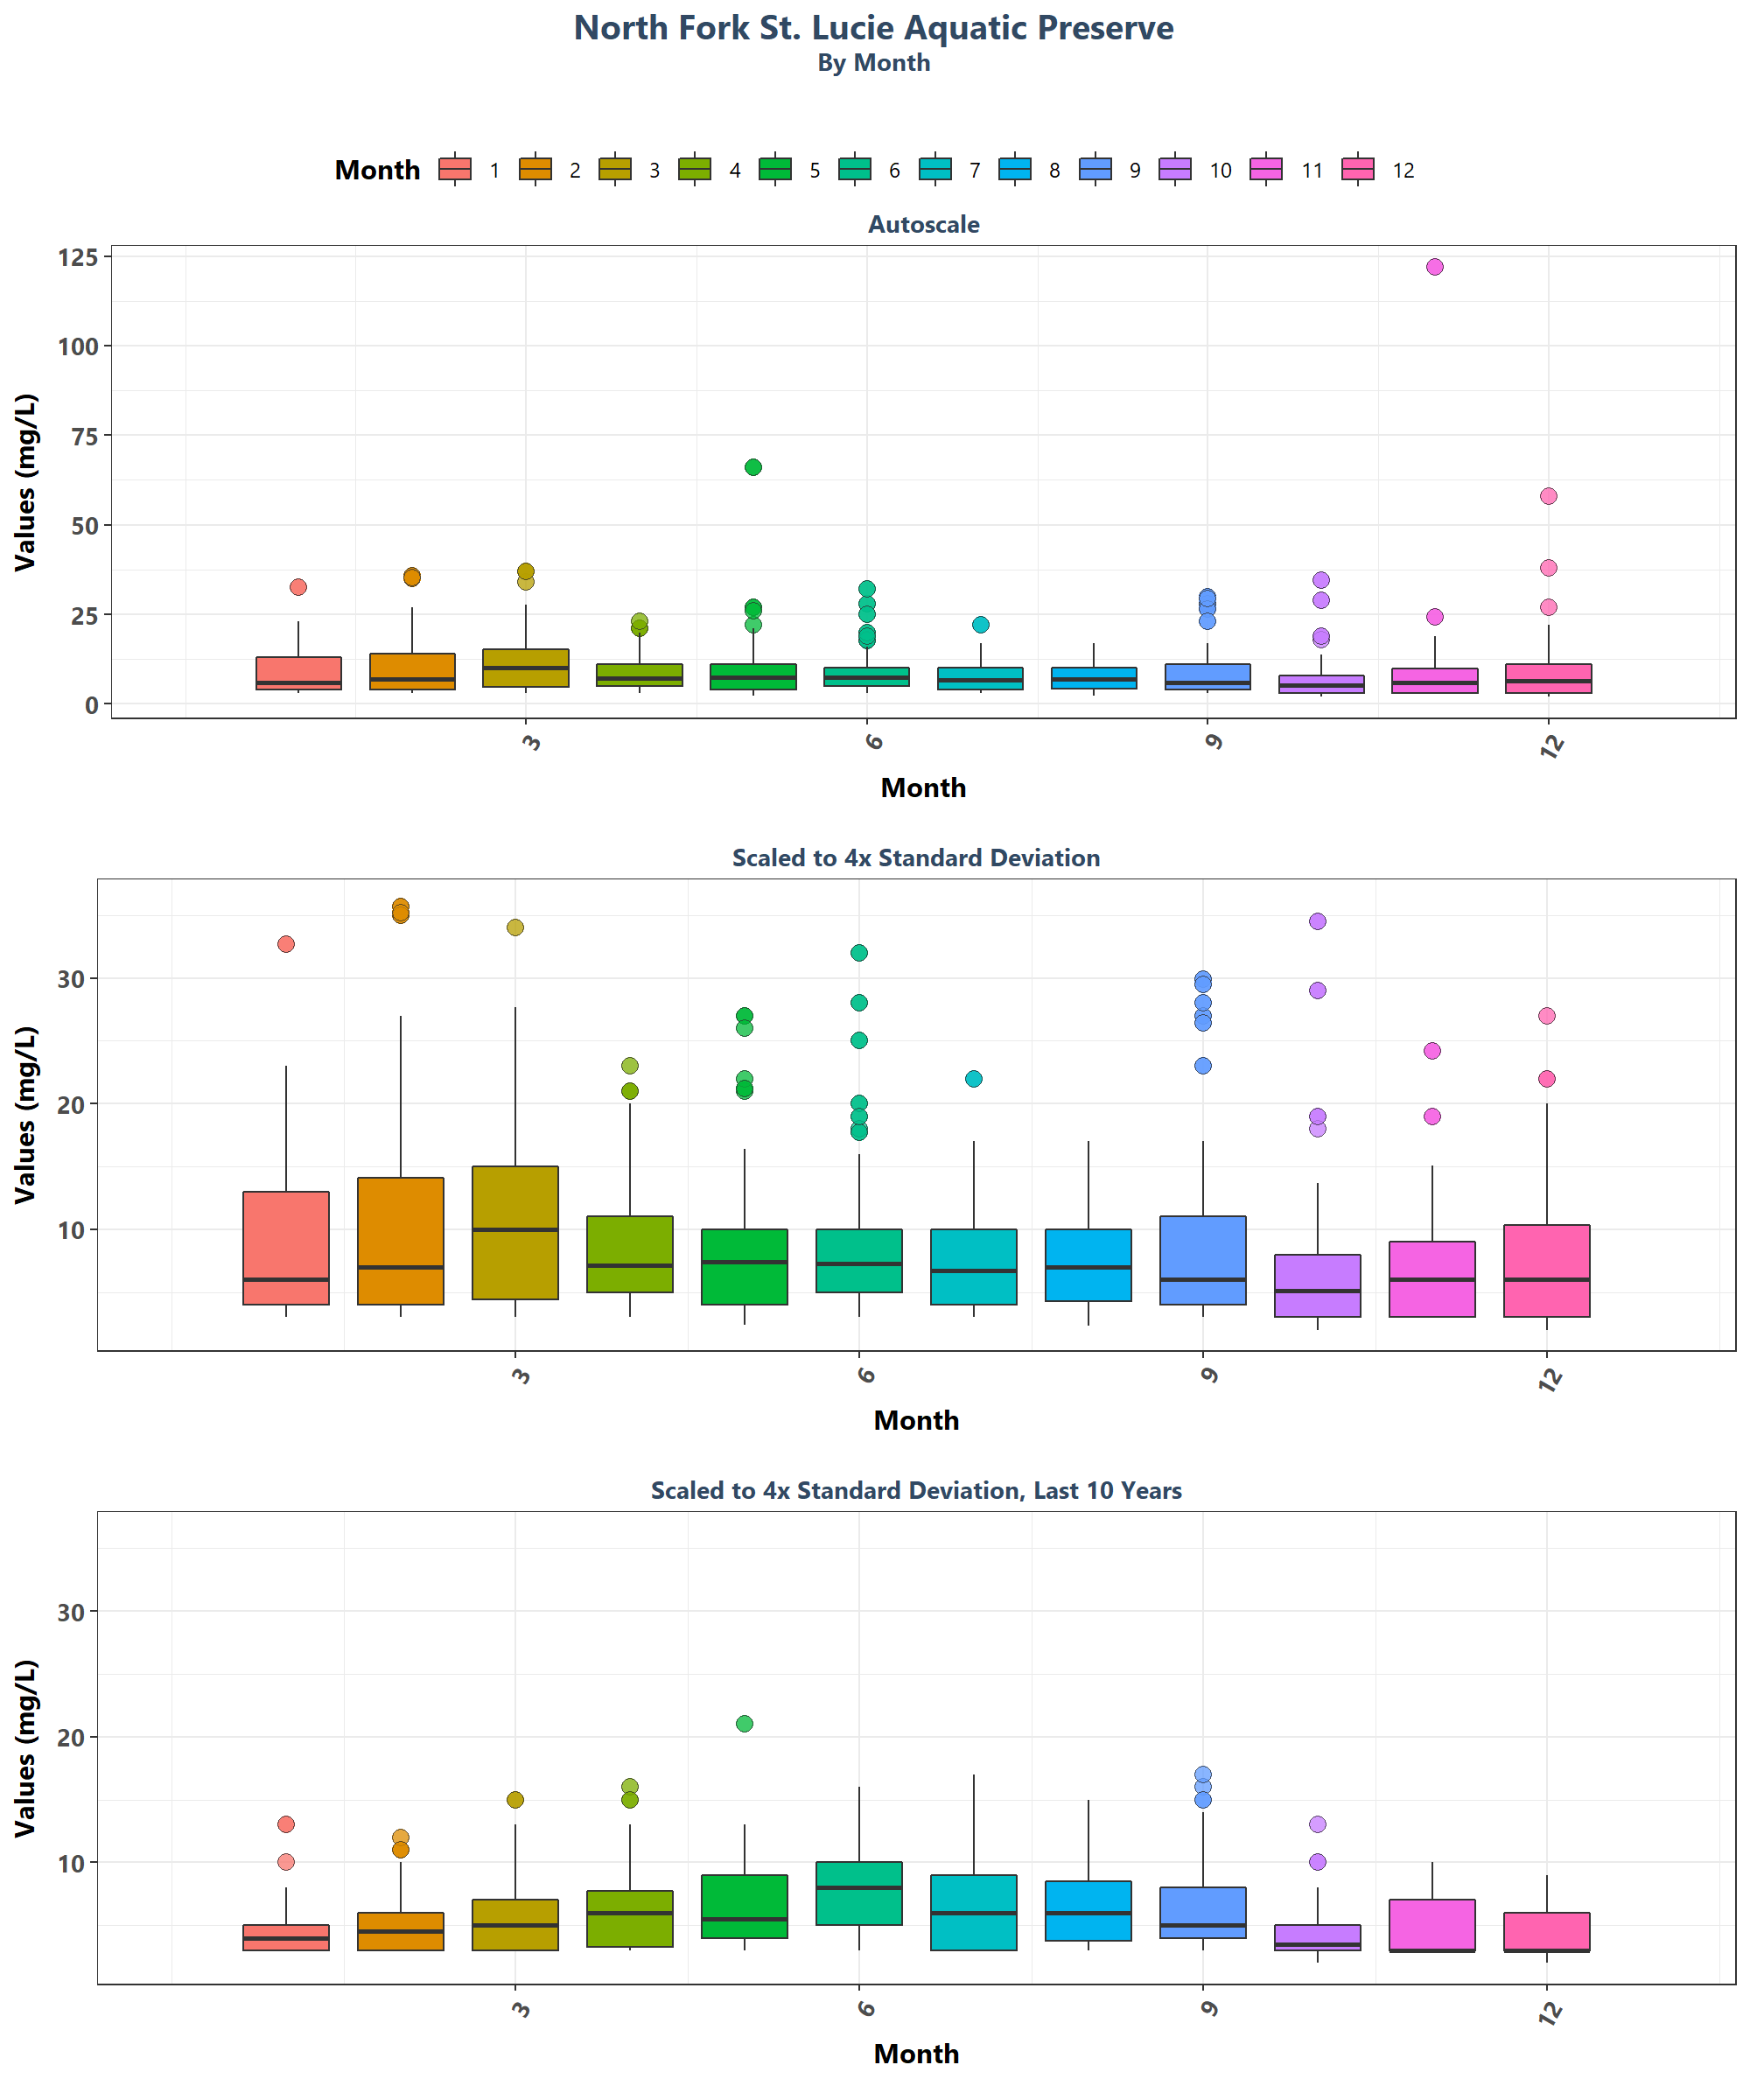 North Fork St. Lucie Aquatic Preserve
By Month
Month 1 2 3 4 5 6 7 8 9 10 11 12
Autoscale
Values (mg/L)
125
100
75
50
25
0
3 6 9 12
Month
Scaled to 4x Standard Deviation
Values (mg/L)
30
20
10
3 6 9 12
Month
Scaled to 4x Standard Deviation, Last 10 Years
Values (mg/L)
30
20
10
3 6 9 12
Month